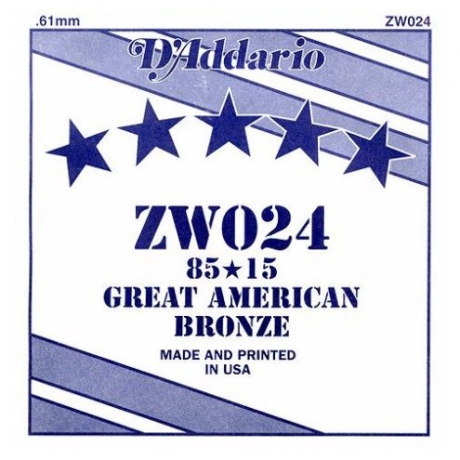 .61mm ZW024
D'Addario
ZW024
85★15
GREAT AMERICAN
BRONZE
MADE AND PRINTED
IN USA